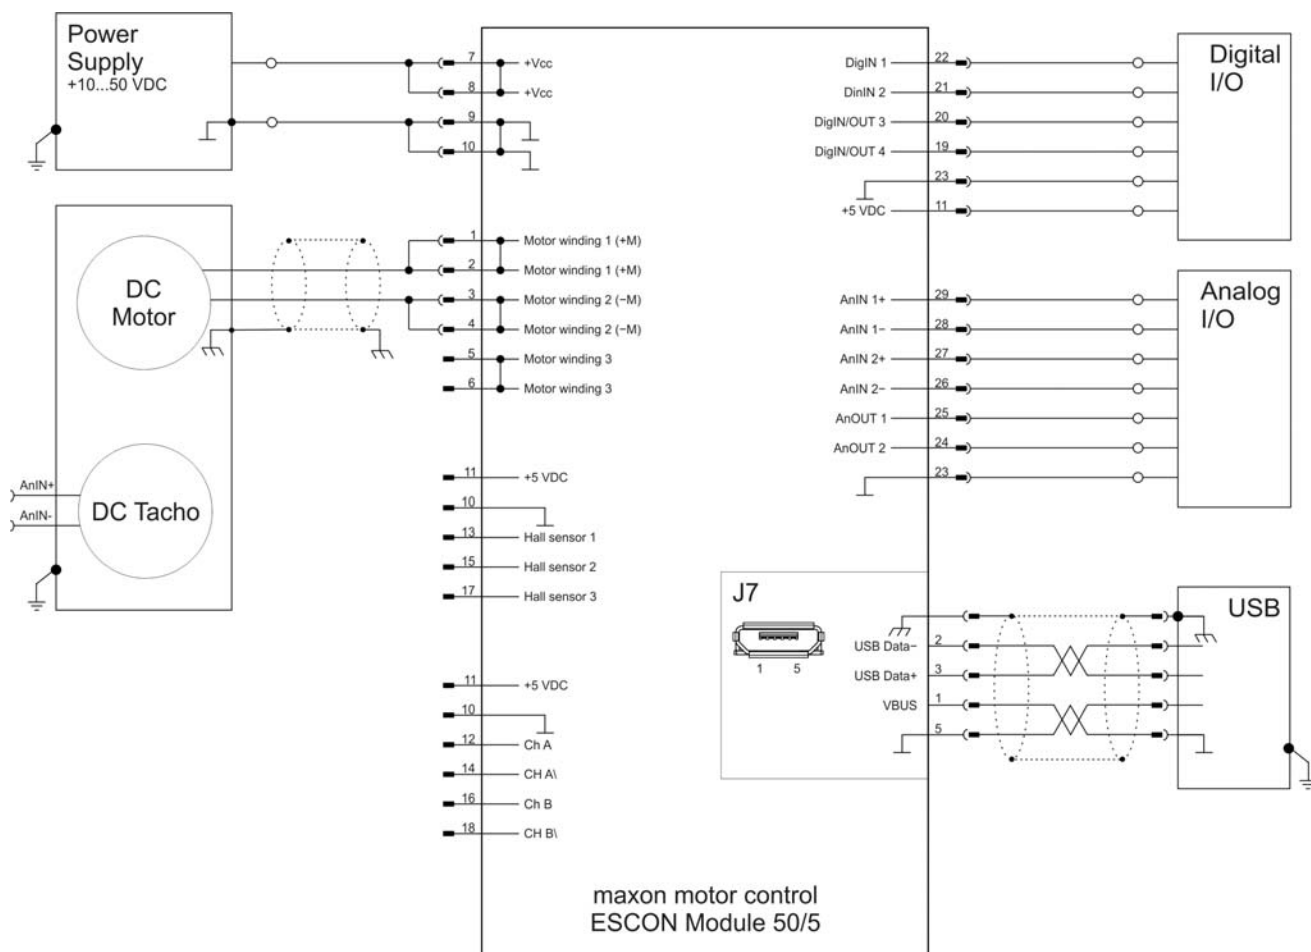 Power
Supply
+10...50 VDC
7
+Vcc
8
+Vcc
9
10
DC
Motor
1
Motor winding 1 (+M)
2
Motor winding 1 (+M)
3
Motor winding 2 (−M)
4
Motor winding 2 (−M)
5
Motor winding 3
6
Motor winding 3
AnIN+
AnIN-
DC Tacho
11
+5 VDC
10
13
Hall sensor 1
15
Hall sensor 2
17
Hall sensor 3
11
+5 VDC
10
12
Ch A
14
CH A\
16
Ch B
18
CH B\
DigIN 1
22
DinIN 2
21
DigIN/OUT 3
20
DigIN/OUT 4
19
23
+5 VDC
11
Digital
I/O
AnIN 1+
29
AnIN 1−
28
AnIN 2+
27
AnIN 2−
26
AnOUT 1
25
AnOUT 2
24
23
Analog
I/O
J7
1 5
USB Data−
2
USB Data+
3
VBUS
1
5
USB
maxon motor control
ESCON Module 50/5